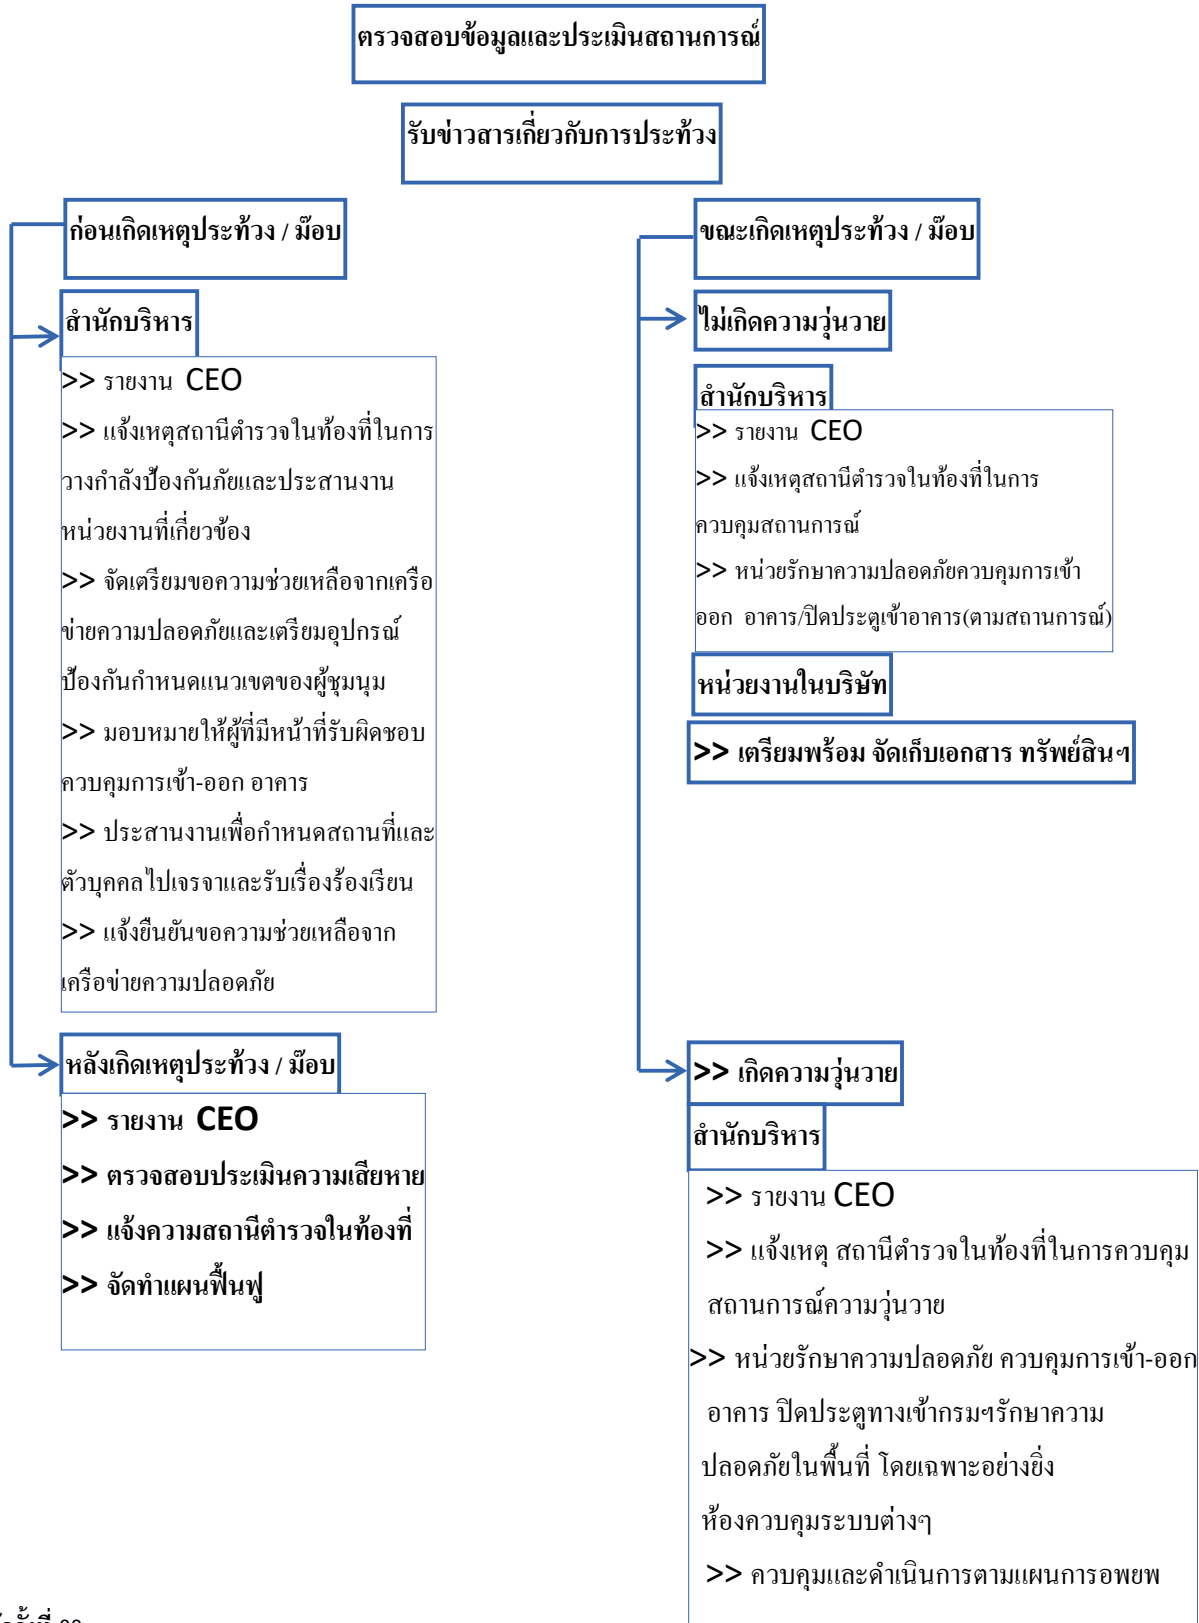 ตรวจสอบข้อมูลและประเมินสถานการณ์
รับข่าวสารเกี่ยวกับการประท้วง
ก่อนเกิดเหตุประท้วง / ม๊อบ
สำนักบริหาร
>> รายงาน CEO
>> แจ้งเหตุสถานีตำรวจในท้องที่ในการ
วางกำลังป้องกันภัยและประสานงาน
หน่วยงานที่เกี่ยวข้อง
>> จัดเตรียมขอความช่วยเหลือจากเครือ
ข่ายความปลอดภัยและเตรียมอุปกรณ์
ป้องกันกำหนดแนวเขตของผู้ชุมนุม
>> มอบหมายให้ผู้ที่มีหน้าที่รับผิดชอบ
ควบคุมการเข้า-ออก อาคาร
>> ประสานงานเพื่อกำหนดสถานที่และ
ตัวบุคคลไปเจรจาและรับเรื่องร้องเรียน
>> แจ้งยืนยันขอความช่วยเหลือจาก
เครือข่ายความปลอดภัย
หลังเกิดเหตุประท้วง / ม๊อบ
>> รายงาน CEO
>> ตรวจสอบประเมินความเสียหาย
>> แจ้งความสถานีตำรวจในท้องที่
>> จัดทำแผนฟื้นฟู
ขณะเกิดเหตุประท้วง / ม๊อบ
ไม่เกิดความวุ่นวาย
สำนักบริหาร
>> รายงาน CEO
>> แจ้งเหตุสถานีตำรวจในท้องที่ในการ
ควบคุมสถานการณ์
>> หน่วยรักษาความปลอดภัยควบคุมการเข้า
ออก อาคาร/ปิดประตูเข้าอาคาร(ตามสถานการณ์)
หน่วยงานในบริษัท
>> เตรียมพร้อม จัดเก็บเอกสาร ทรัพย์สินฯ
>> เกิดความวุ่นวาย
สำนักบริหาร
>> รายงาน CEO
>> แจ้งเหตุ สถานีตำรวจในท้องที่ในการควบคุม
สถานการณ์ความวุ่นวาย
>> หน่วยรักษาความปลอดภัย ควบคุมการเข้า-ออก
อาคาร ปิดประตูทางเข้ากรมฯรักษาความ
ปลอดภัยในพื้นที่ โดยเฉพาะอย่างยิ่ง
ห้องควบคุมระบบต่างๆ
>> ควบคุมและดำเนินการตามแผนการอพยพ